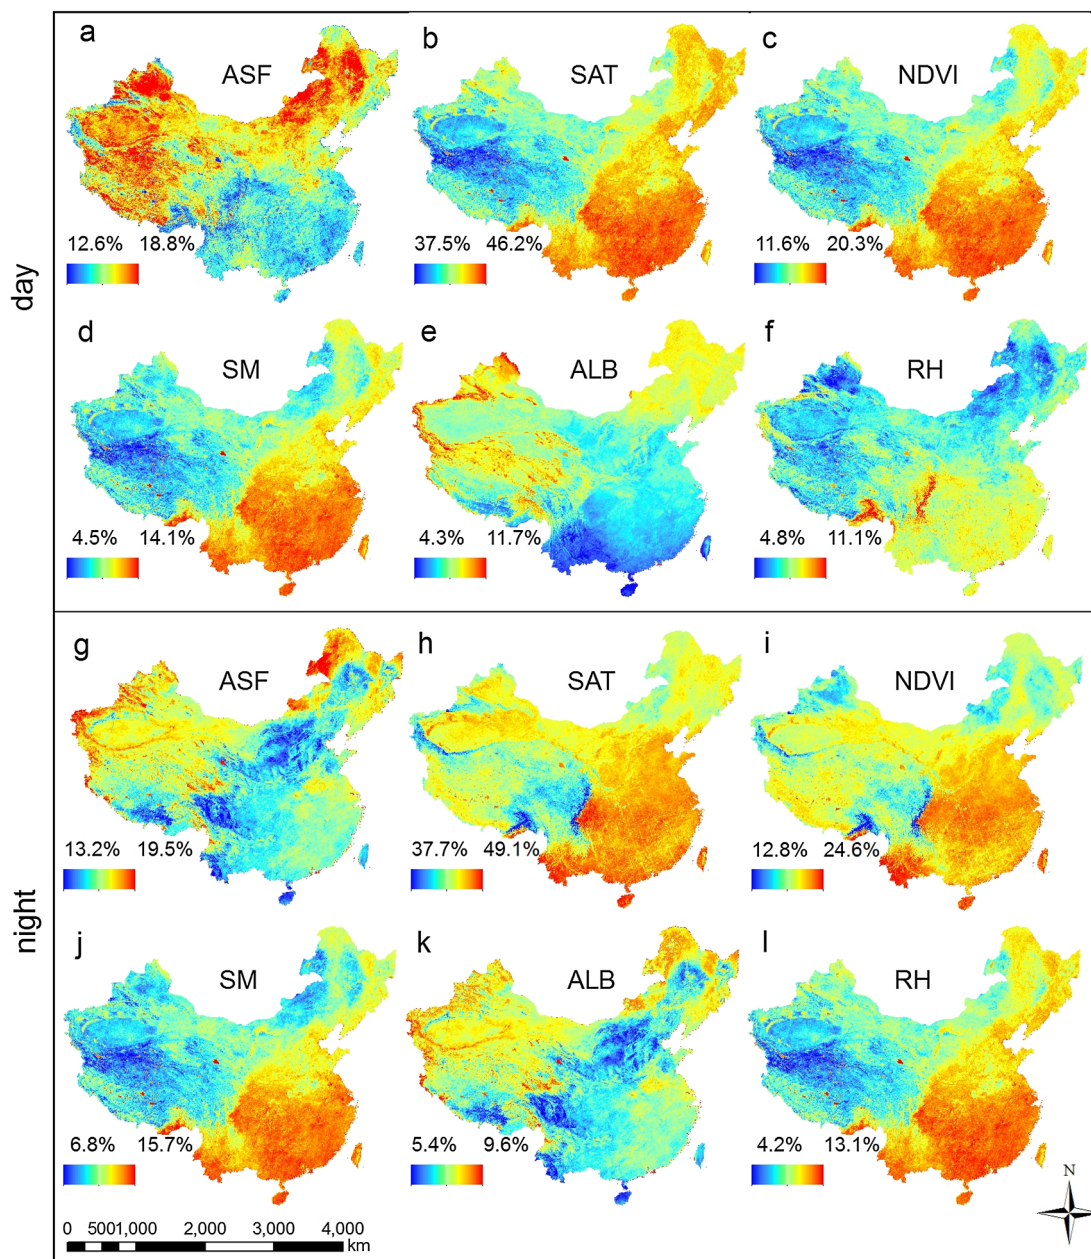 a
ASF
12.6% 18.8%
b
SAT
37.5% 46.2%
c
NDVI
11.6% 20.3%
day
d
SM
4.5% 14.1%
e
ALB
4.3% 11.7%
f
RH
4.8% 11.1%
g
ASF
13.2% 19.5%
h
SAT
37.7% 49.1%
i
NDVI
12.8% 24.6%
night
j
SM
6.8% 15.7%
k
ALB
5.4% 9.6%
l
RH
4.2% 13.1%
N
0 5001,000 2,000 3,000 4,000
km